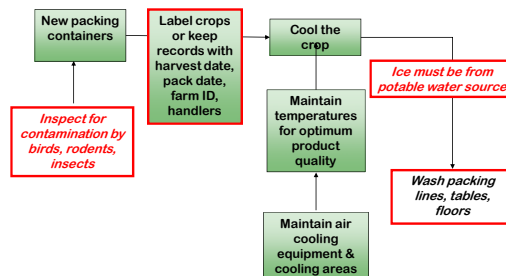 New packing
containers
Label crops
or keep
records with
harvest date,
pack date,
farm ID,
handlers
Cool the
crop
Ice must be from
potable water source
Inspect for
contamination by
birds, rodents,
insects
Maintain
temperatures
for optimum
product
quality
Wash packing
lines, tables,
floors
Maintain air
cooling
equipment &
cooling areas